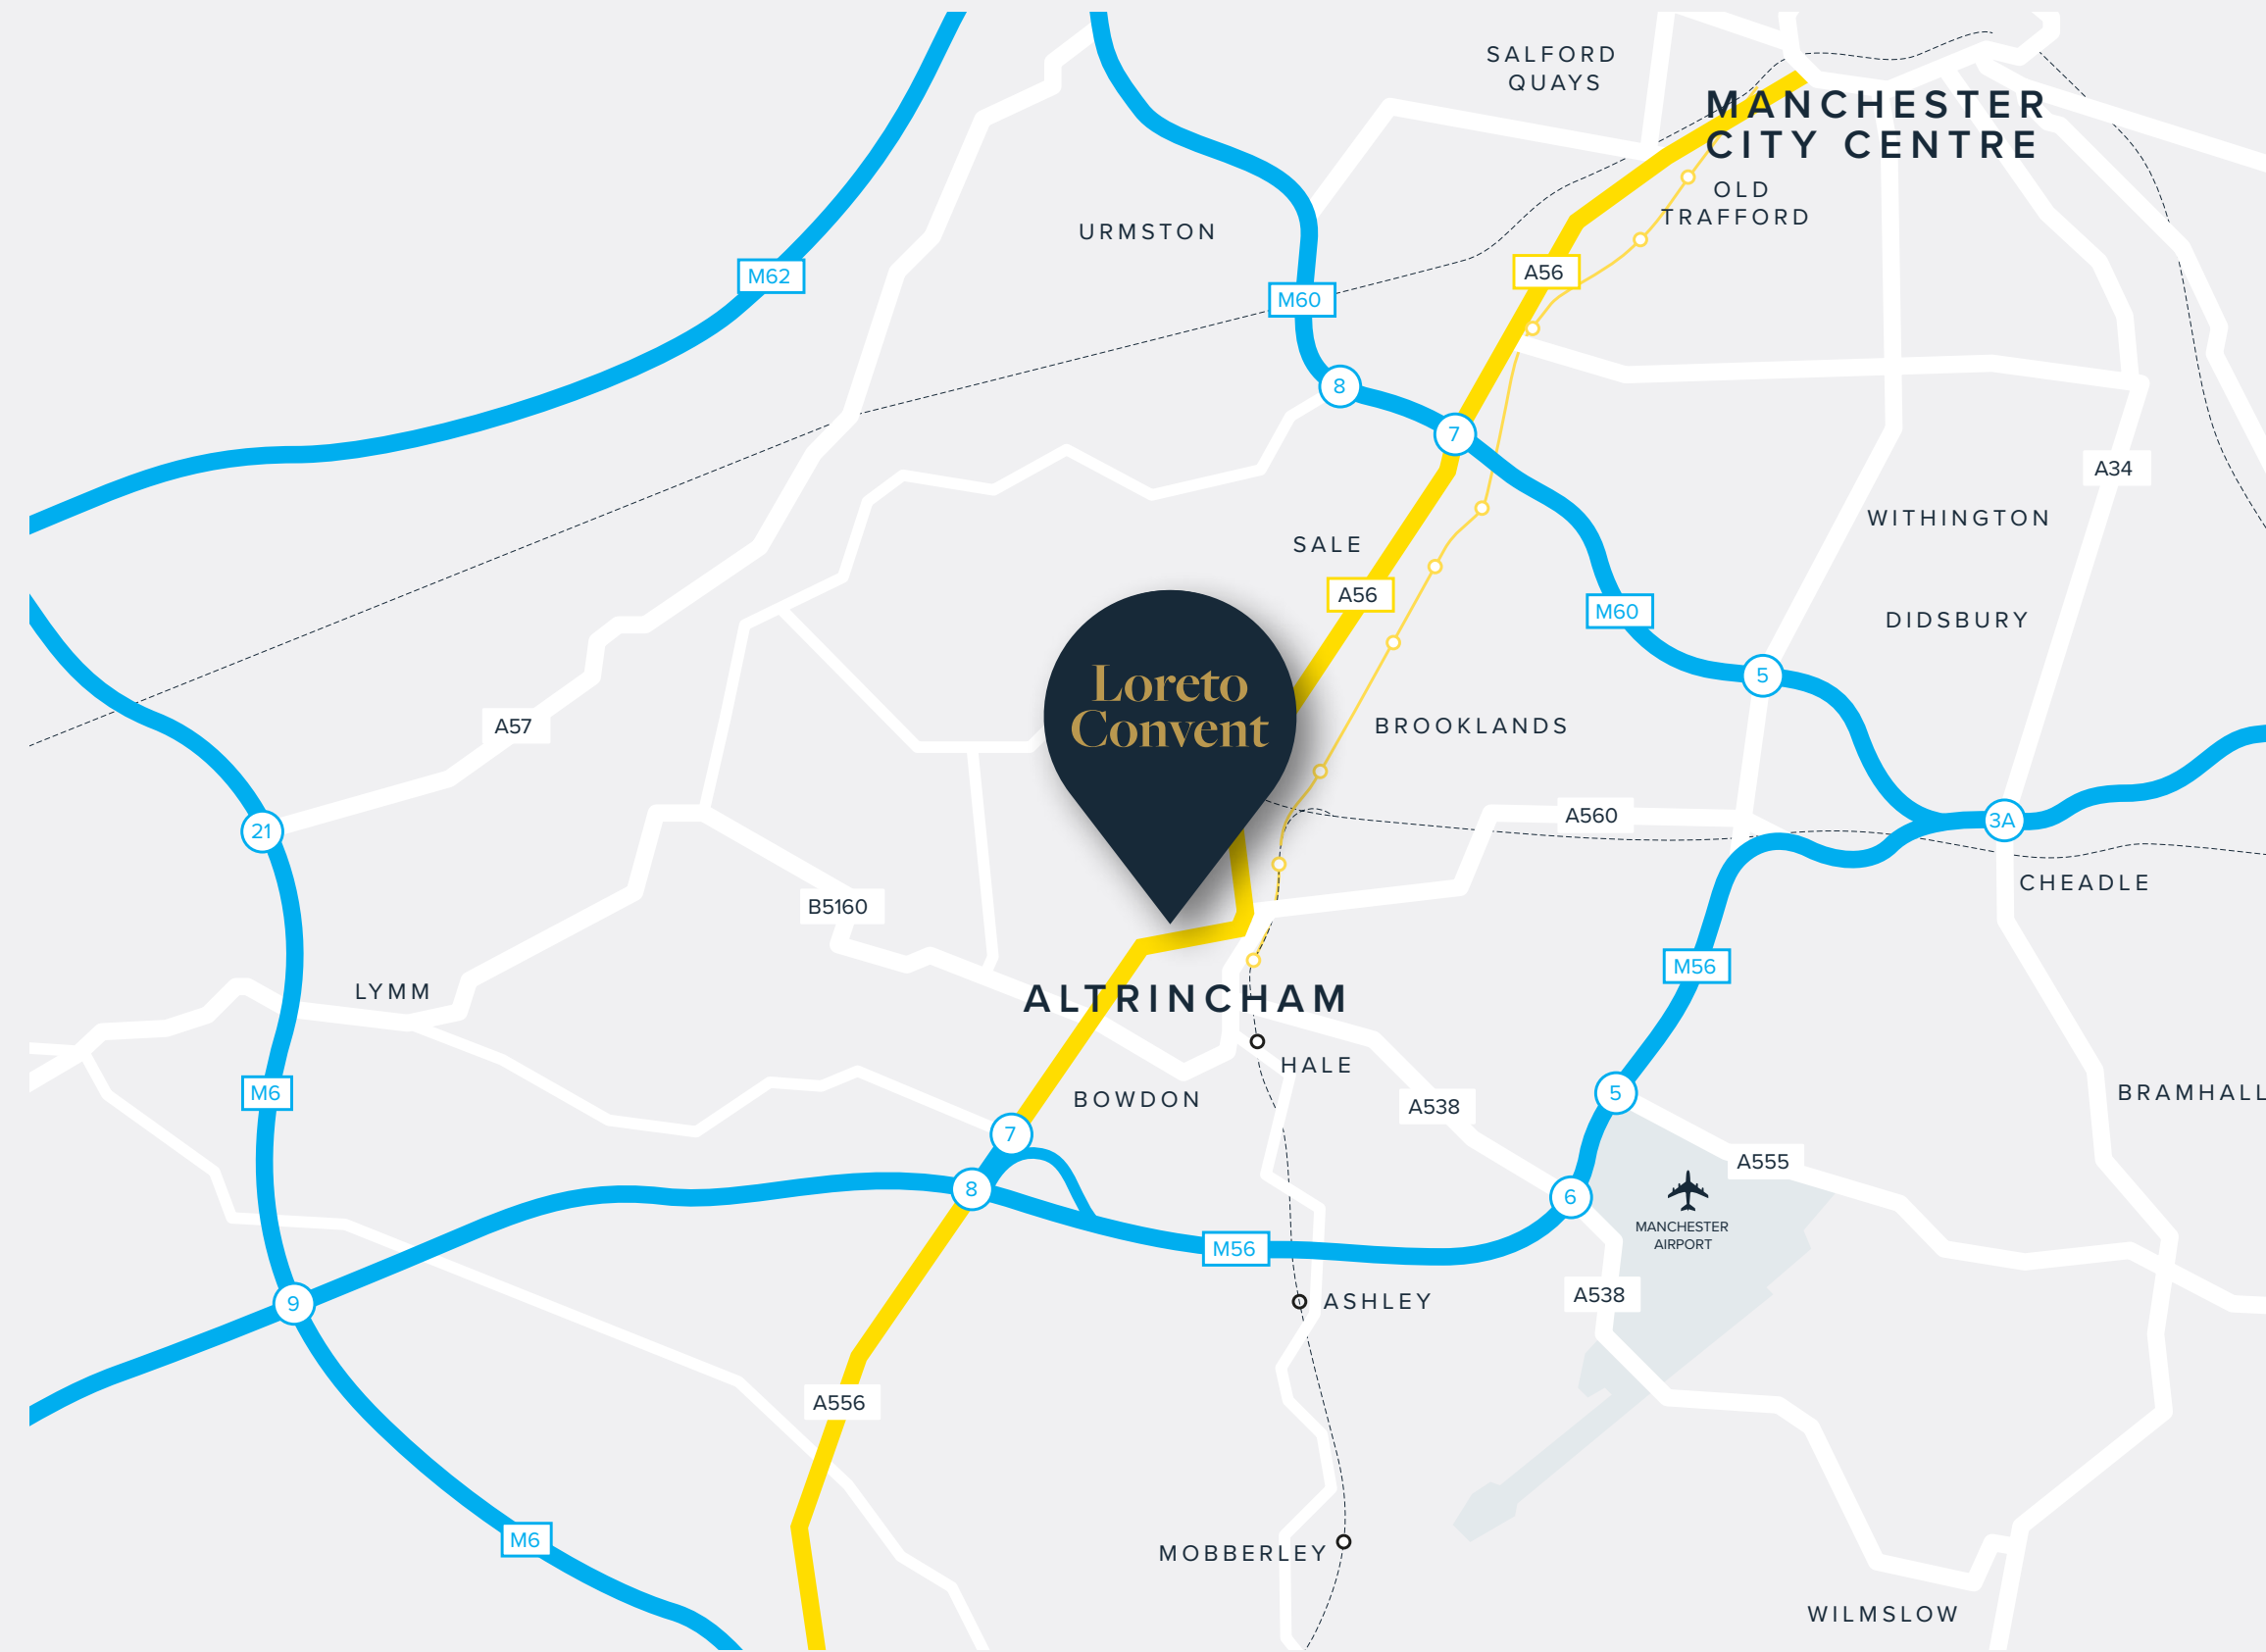 SALFORD
QUAYS
MANCHESTER
CITY CENTRE
OLD
TRAFFORD
URMSTON
M62
A56
M60
8
7
A34
WITHINGTON
SALE
A56
M60
DIDSBURY
5
Loreto
Convent
A57
BROOKLANDS
21
A560
3A
CHEADLE
B5160
M56
LYMM
ALTRINCHAM
HALE
M6
BOWDON
A538
5
BRAMHALL
7
A555
8
6
MANCHESTER
AIRPORT
M56
A538
9
ASHLEY
A556
M6
MOBBERLEY
WILMSLOW